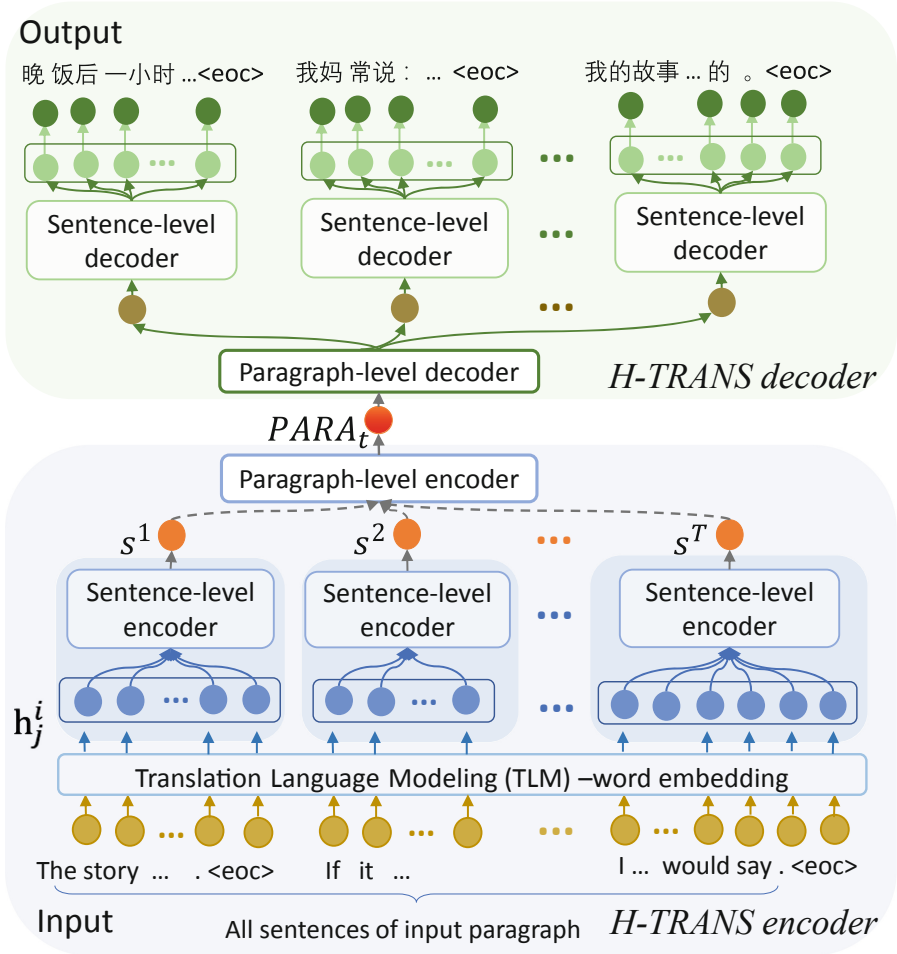 Output
晚 饭后 一小时 ...<eoc>
我妈 常说： ... <eoc>
我的故事 ... 的 。<eoc>
...
Sentence-level decoder
Sentence-level decoder
...
Sentence-level decoder
...
Paragraph-level decoder
H-TRANS decoder
PARA_t
Paragraph-level encoder
s^1
s^2
...
s^T
Sentence-level encoder
Sentence-level encoder
...
Sentence-level encoder
...
...
...
h_j^i
Translation Language Modeling (TLM) –word embedding
...
...
...
...
The story ... . <eoc>
If it ...
I ... would say . <eoc>
Input
All sentences of input paragraph
H-TRANS encoder